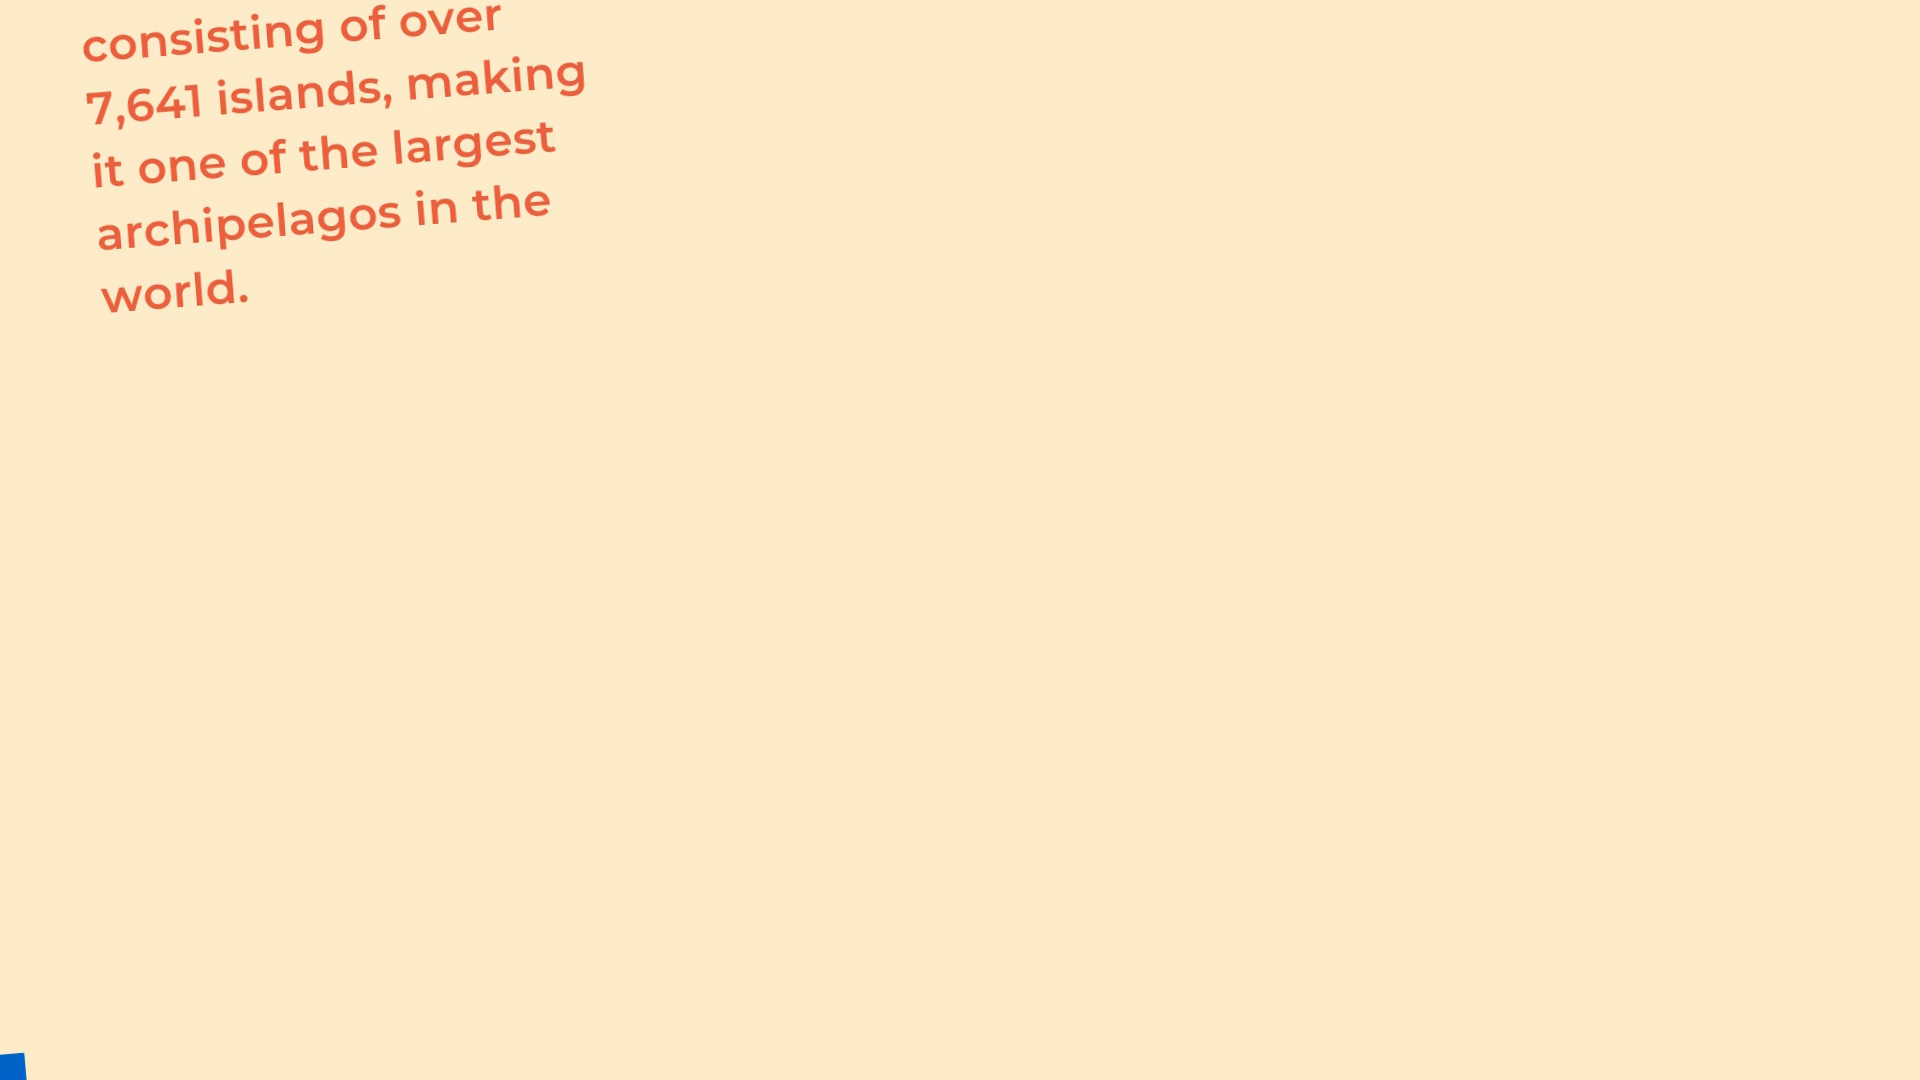 consisting of over
7,641 islands, making
it one of the largest
archipelagos in the
world.